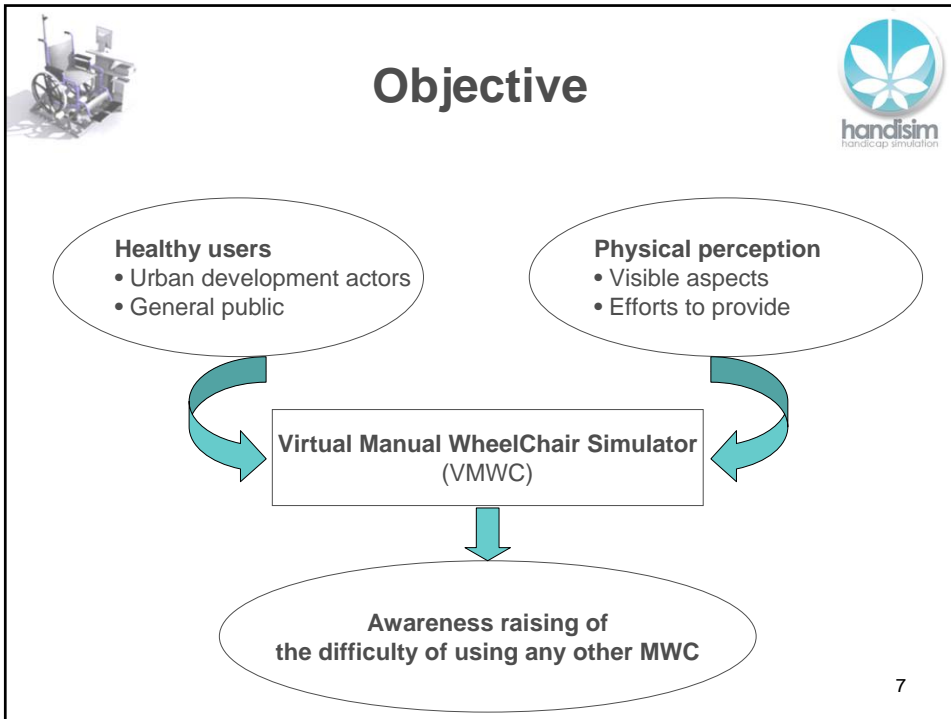 Objective
handisim
handicap simulation
Healthy users
• Urban development actors
• General public
Physical perception
• Visible aspects
• Efforts to provide
Virtual Manual WheelChair Simulator
(VMWC)
Awareness raising of
the difficulty of using any other MWC
7